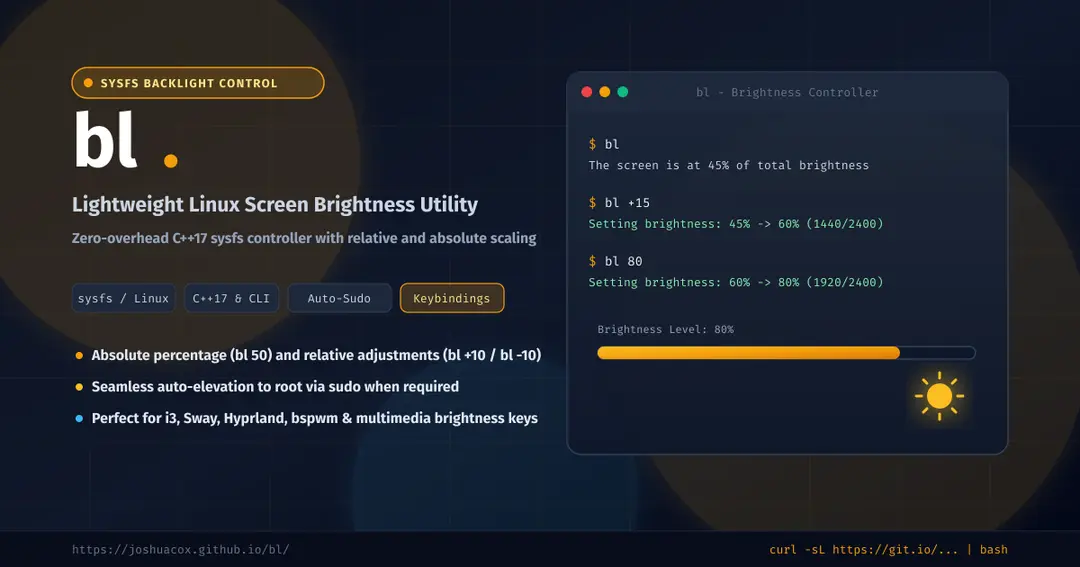 SYSFS BACKLIGHT CONTROL
bl .
Lightweight Linux Screen Brightness Utility
Zero-overhead C++17 sysfs controller with relative and absolute scaling
sysfs / Linux
C++17 & CLI
Auto-Sudo
Keybindings
Absolute percentage (bl 50) and relative adjustments (bl +10 / bl -10)
Seamless auto-elevation to root via sudo when required
Perfect for i3, Sway, Hyprland, bspwm & multimedia brightness keys
bl - Brightness Controller
$ bl
The screen is at 45% of total brightness
$ bl +15
Setting brightness: 45% -> 60% (1440/2400)
$ bl 80
Setting brightness: 60% -> 80% (1920/2400)
Brightness Level: 80%
https://joshuacox.github.io/bl/
curl -sL https://git.io/... | bash